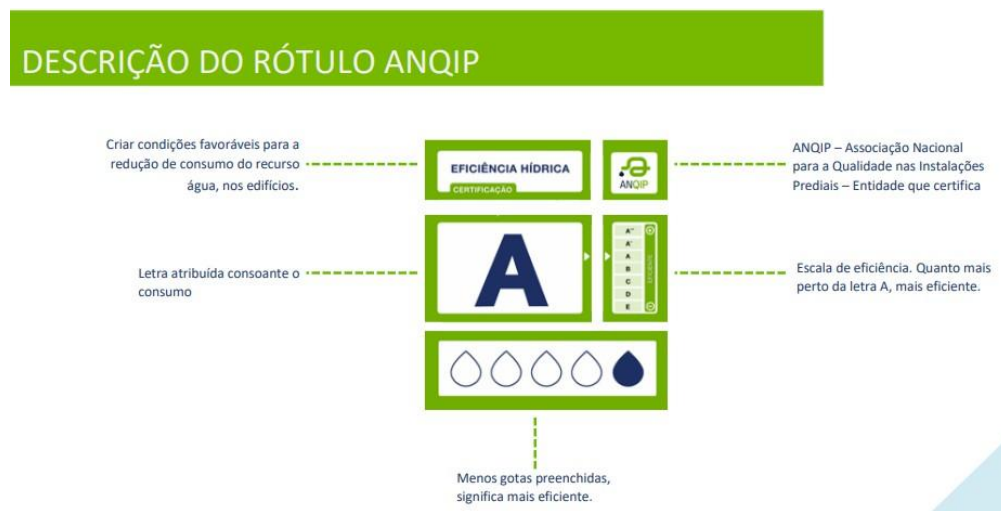 DESCRIÇÃO DO RÓTULO ANQIP
Criar condições favoráveis para a
redução de consumo do recurso
água, nos edifícios.
EFICIÊNCIA HÍDRICA
CERTIFICAÇÃO
ANQIP
ANQIP – Associação Nacional
para a Qualidade nas Instalações
Prediais – Entidade que certifica
Letra atribuída consoante o
consumo
A
A++
A+
A
B
C
D
E
EFICIENTE
Escala de eficiência. Quanto mais
perto da letra A, mais eficiente.
Menos gotas preenchidas,
significa mais eficiente.